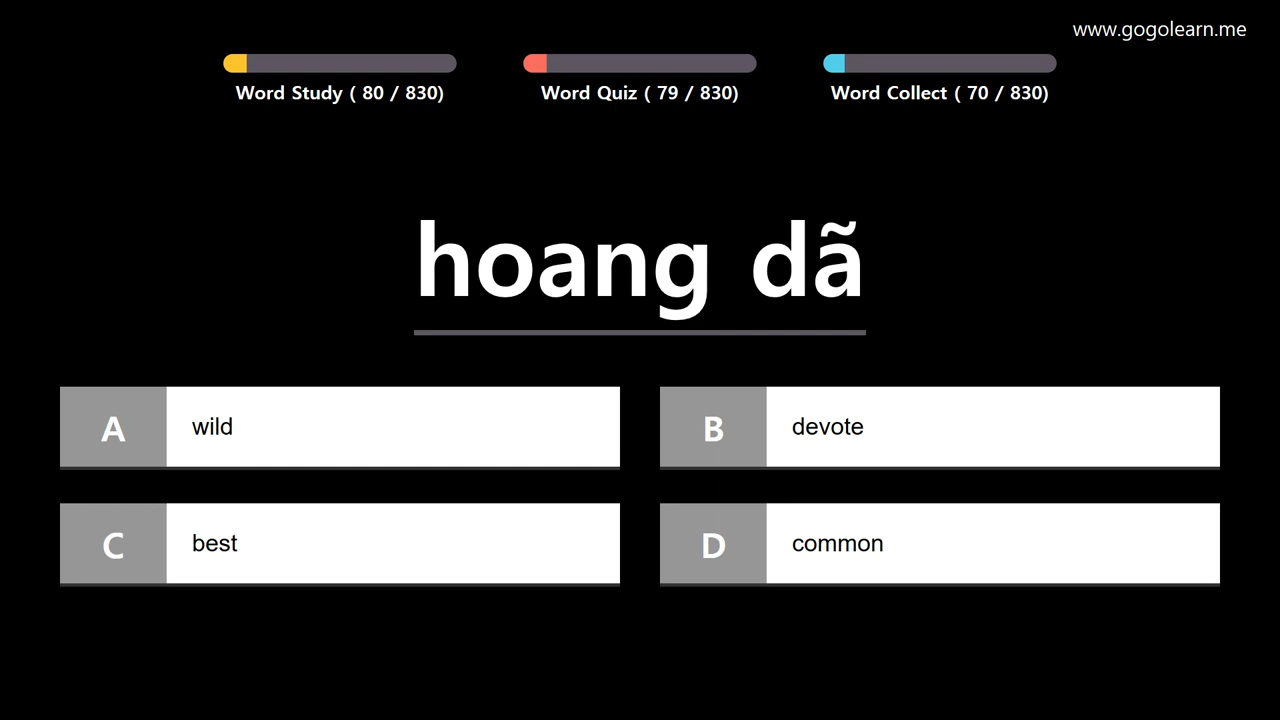 www.gogolearn.me
Word Study ( 80 / 830)
Word Quiz ( 79 / 830)
Word Collect ( 70 / 830)
hoang dã
A wild
B devote
C best
D common